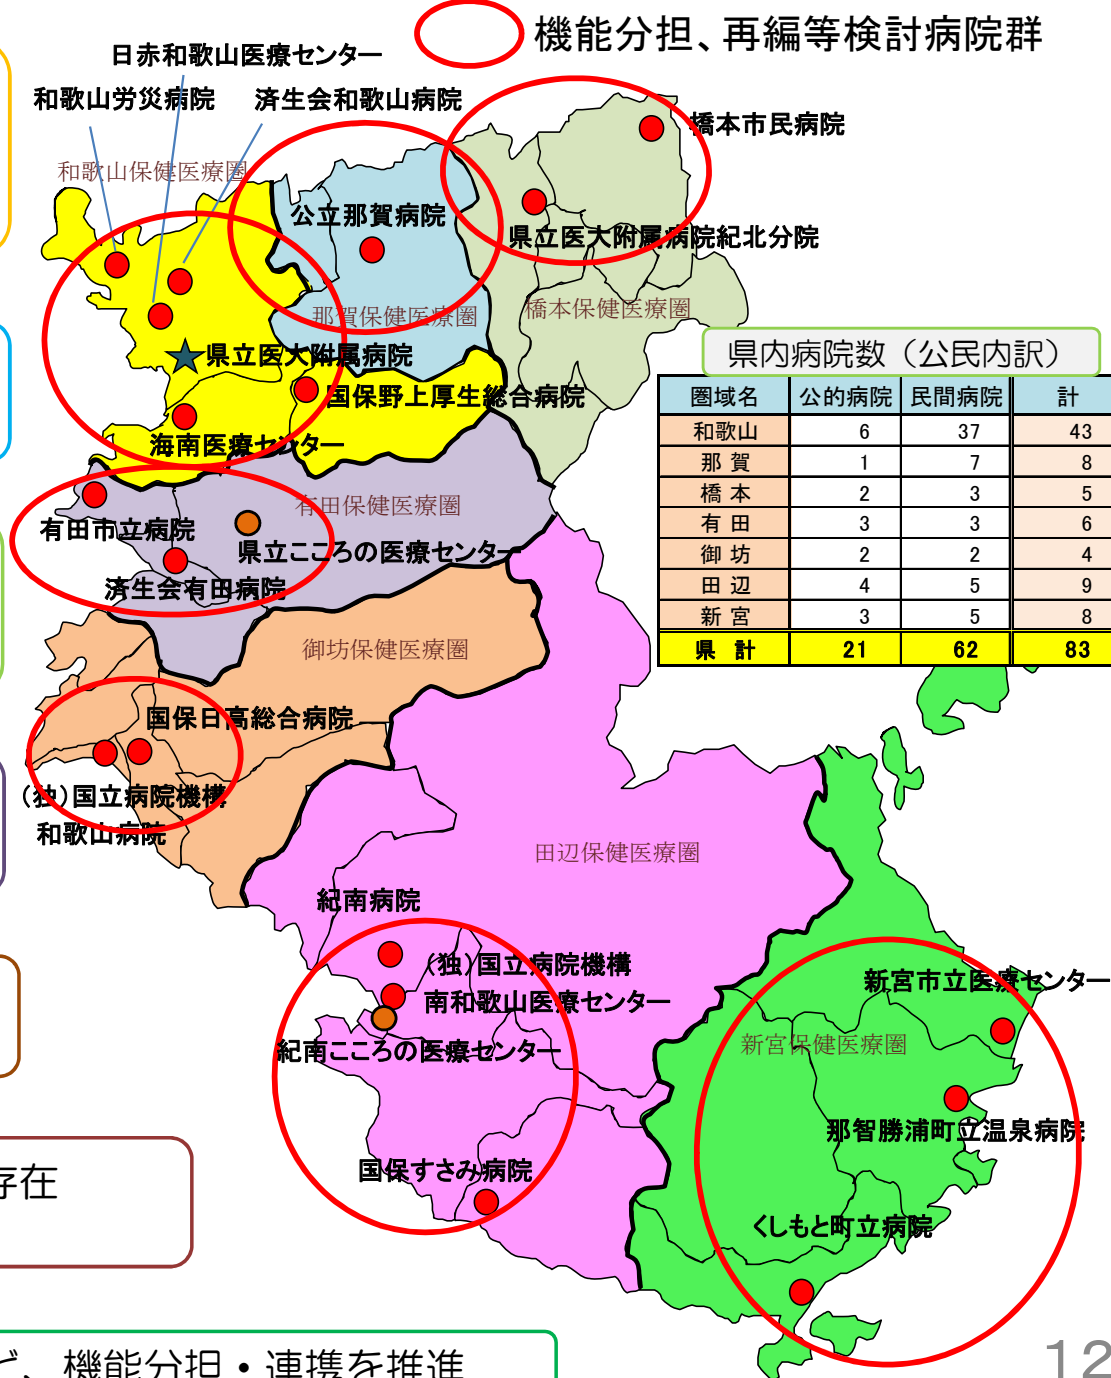 機能分担、再編等検討病院群
日赤和歌山医療センター
和歌山労災病院
済生会和歌山病院
橋本市民病院
和歌山保健医療圏
公立那賀病院
県立医大附属病院紀北分院
那賀保健医療圏
橋本保健医療圏
県立医大附属病院
国保野上厚生総合病院
海南医療センター
県内病院数（公民内訳）
圏域名 公的病院 民間病院 計
和歌山 6 37 43
那 賀 1 7 8
橋 本 2 3 5
有 田 3 3 6
御 坊 2 2 4
田 辺 4 5 9
新 宮 3 5 8
県 計 21 62 83
有田保健医療圏
有田市立病院
県立こころの医療センター
済生会有田病院
御坊保健医療圏
国保日高総合病院
（独）国立病院機構
和歌山病院
田辺保健医療圏
紀南病院
（独）国立病院機構
南和歌山医療センター
紀南こころの医療センター
国保すさみ病院
新宮市立医療センター
新宮保健医療圏
那智勝浦町立温泉病院
くしもと町立病院
存在
で、機能分担・連携を推進
12